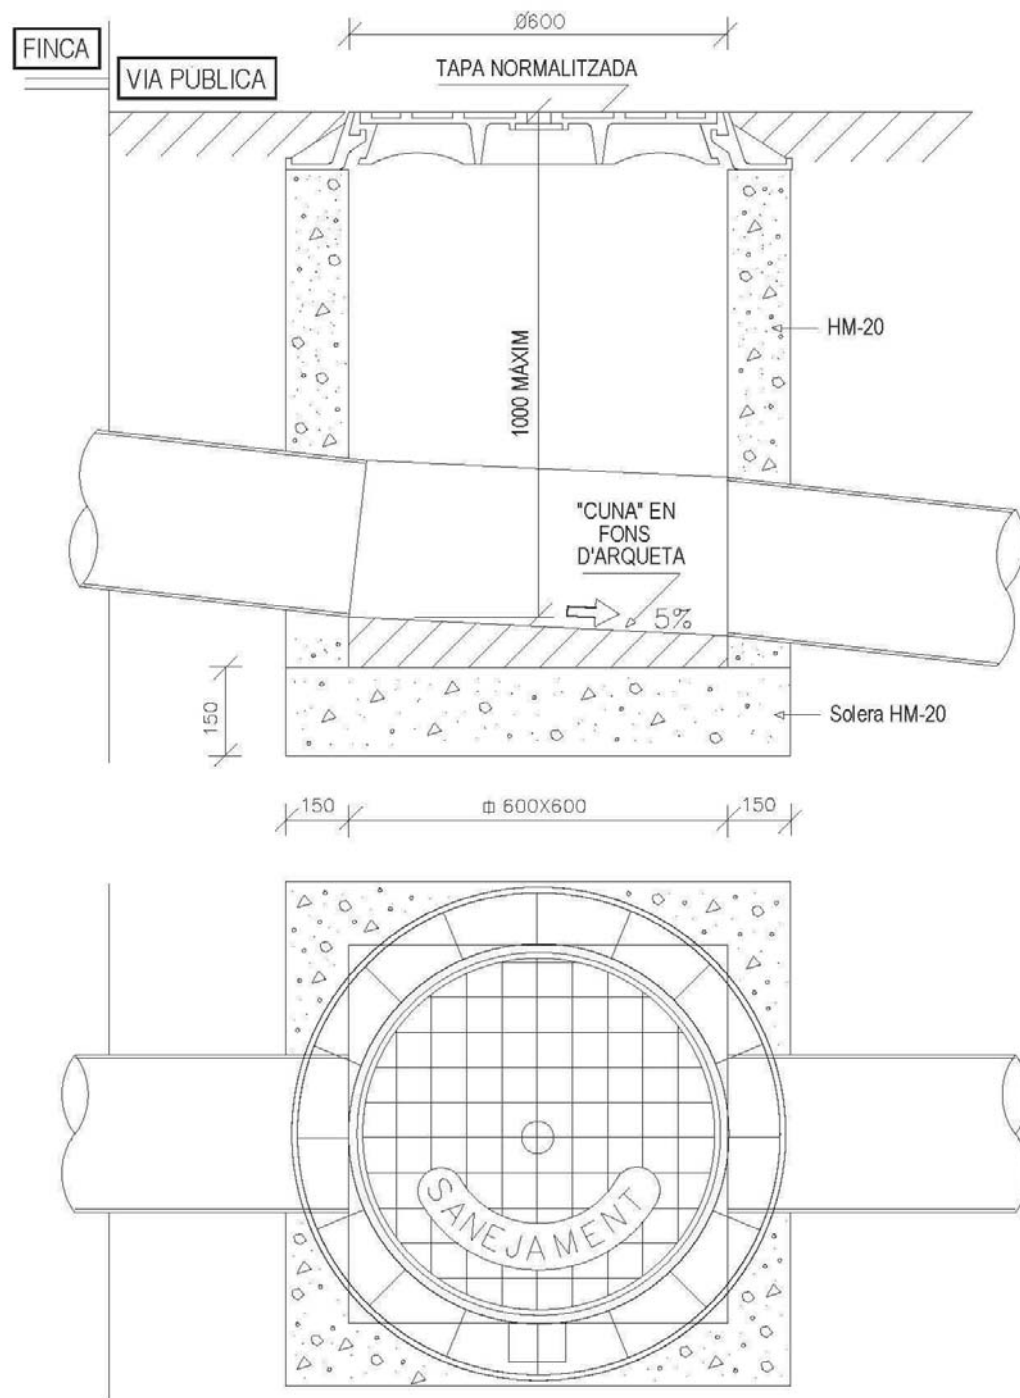 Ø600
FINCA
VIA PÚBLICA
TAPA NORMALITZADA
HM-20
1000 MÀXIM
"CUNA" EN
FONS
D'ARQUETA
5%
150
Solera HM-20
150
600X600
150
SANEJAMENT